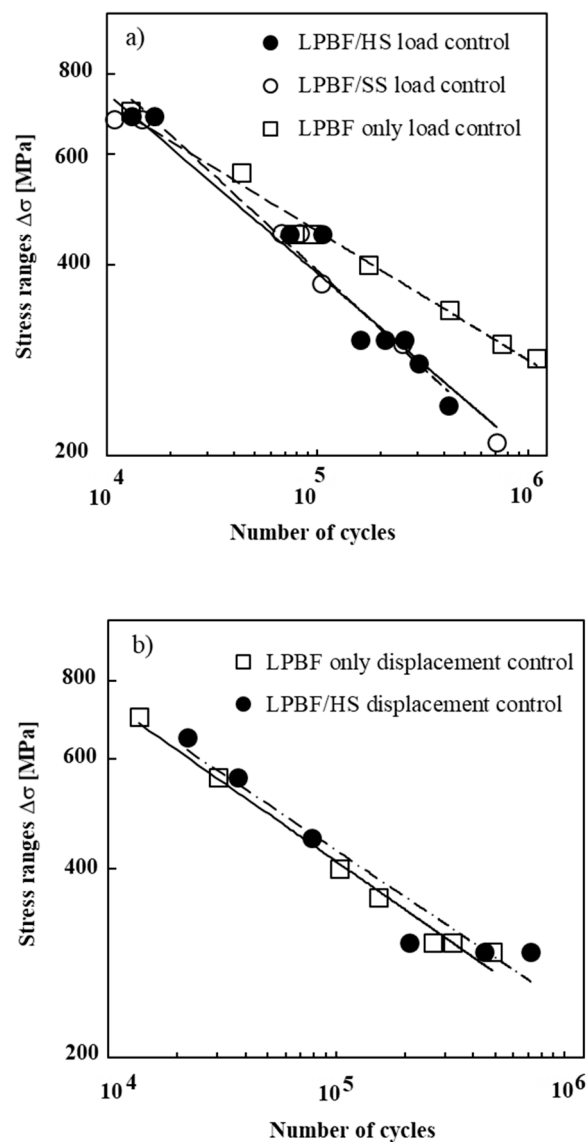 a)
LPBF/HS load control
LPBF/SS load control
LPBF only load control
Stress ranges Δσ [MPa]
800
600
400
200
10^4
10^5
10^6
Number of cycles
b)
LPBF only displacement control
LPBF/HS displacement control
Stress ranges Δσ [MPa]
800
600
400
200
10^4
10^5
10^6
Number of cycles